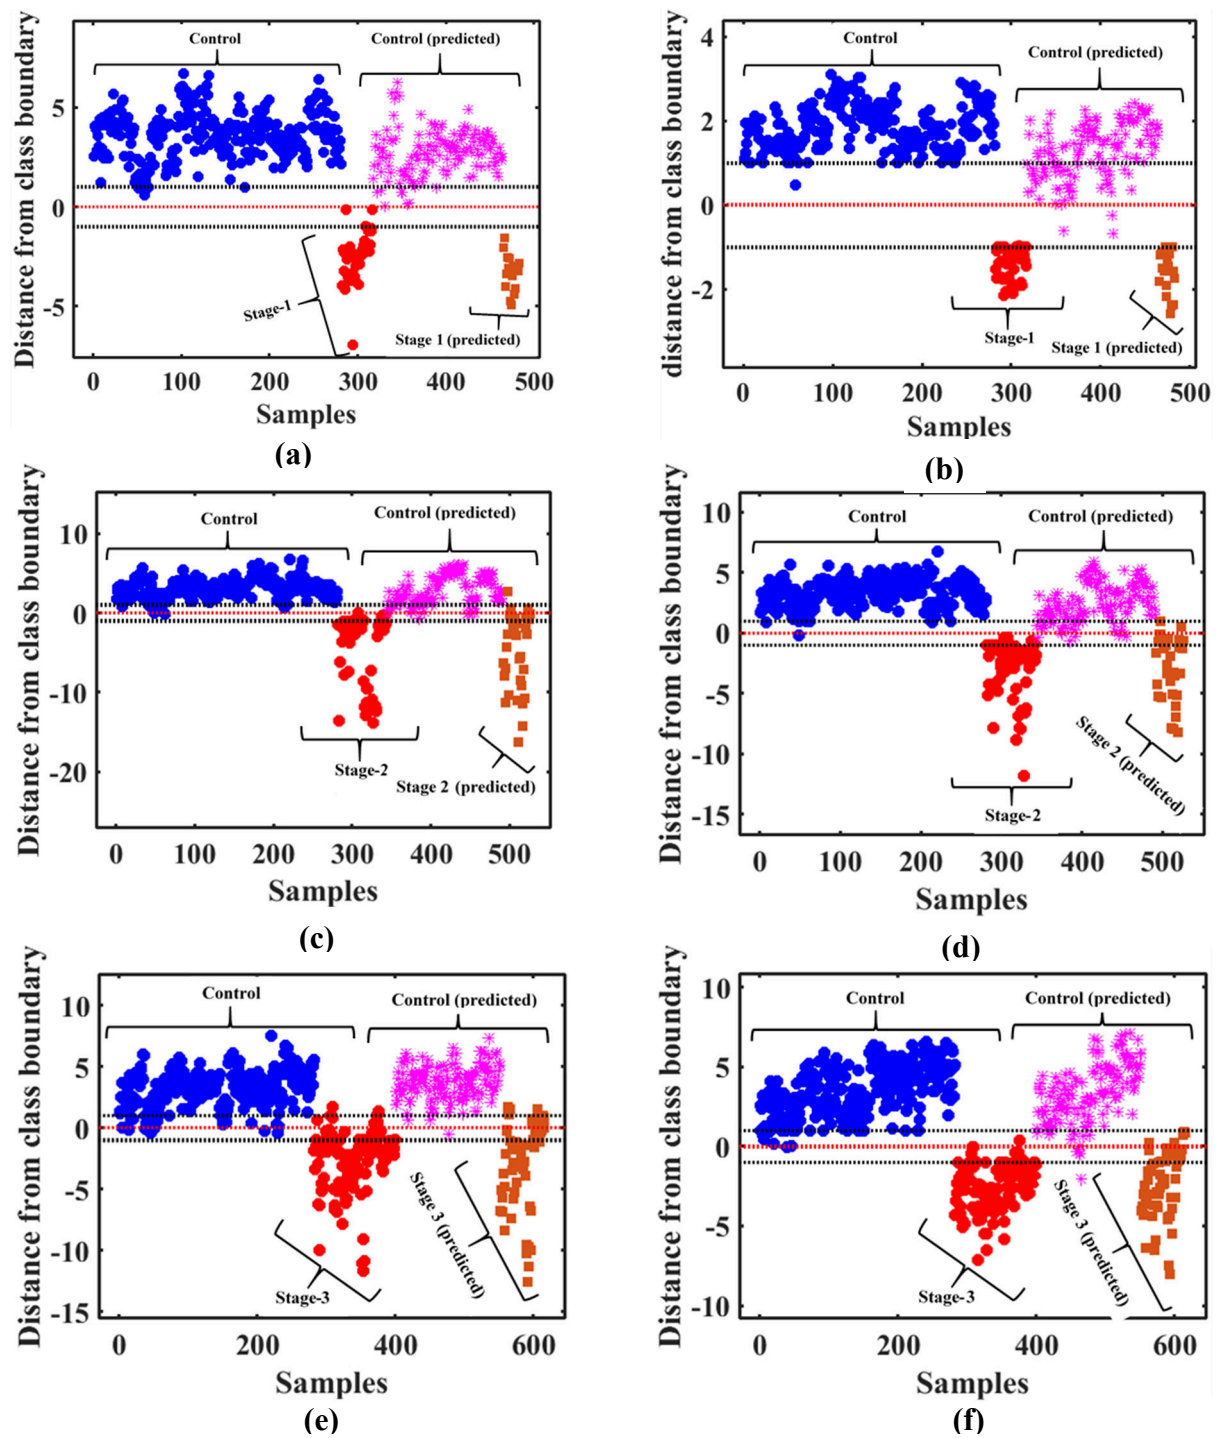 Distance from class boundary
5
0
-5
0
100
200
300
400
500
Samples
Control
Control (predicted)
Stage-1
Stage 1 (predicted)
(a)
distance from class boundary
4
2
0
-2
0
100
200
300
400
500
Samples
Control
Control (predicted)
Stage-1
Stage 1 (predicted)
(b)
Distance from class boundary
10
0
-10
-20
0
100
200
300
400
500
Samples
Control
Control (predicted)
Stage-2
Stage 2 (predicted)
(c)
Distance from class boundary
10
5
0
-5
-10
-15
0
100
200
300
400
500
Samples
Control
Control (predicted)
Stage-2
Stage 2 (predicted)
(d)
Distance from class boundary
10
5
0
-5
-10
-15
0
200
400
600
Samples
Control
Control (predicted)
Stage-3
Stage 3 (predicted)
(e)
Distance from class boundary
10
5
0
-5
-10
0
200
400
600
Samples
Control
Control (predicted)
Stage-3
Stage 3 (predicted)
(f)